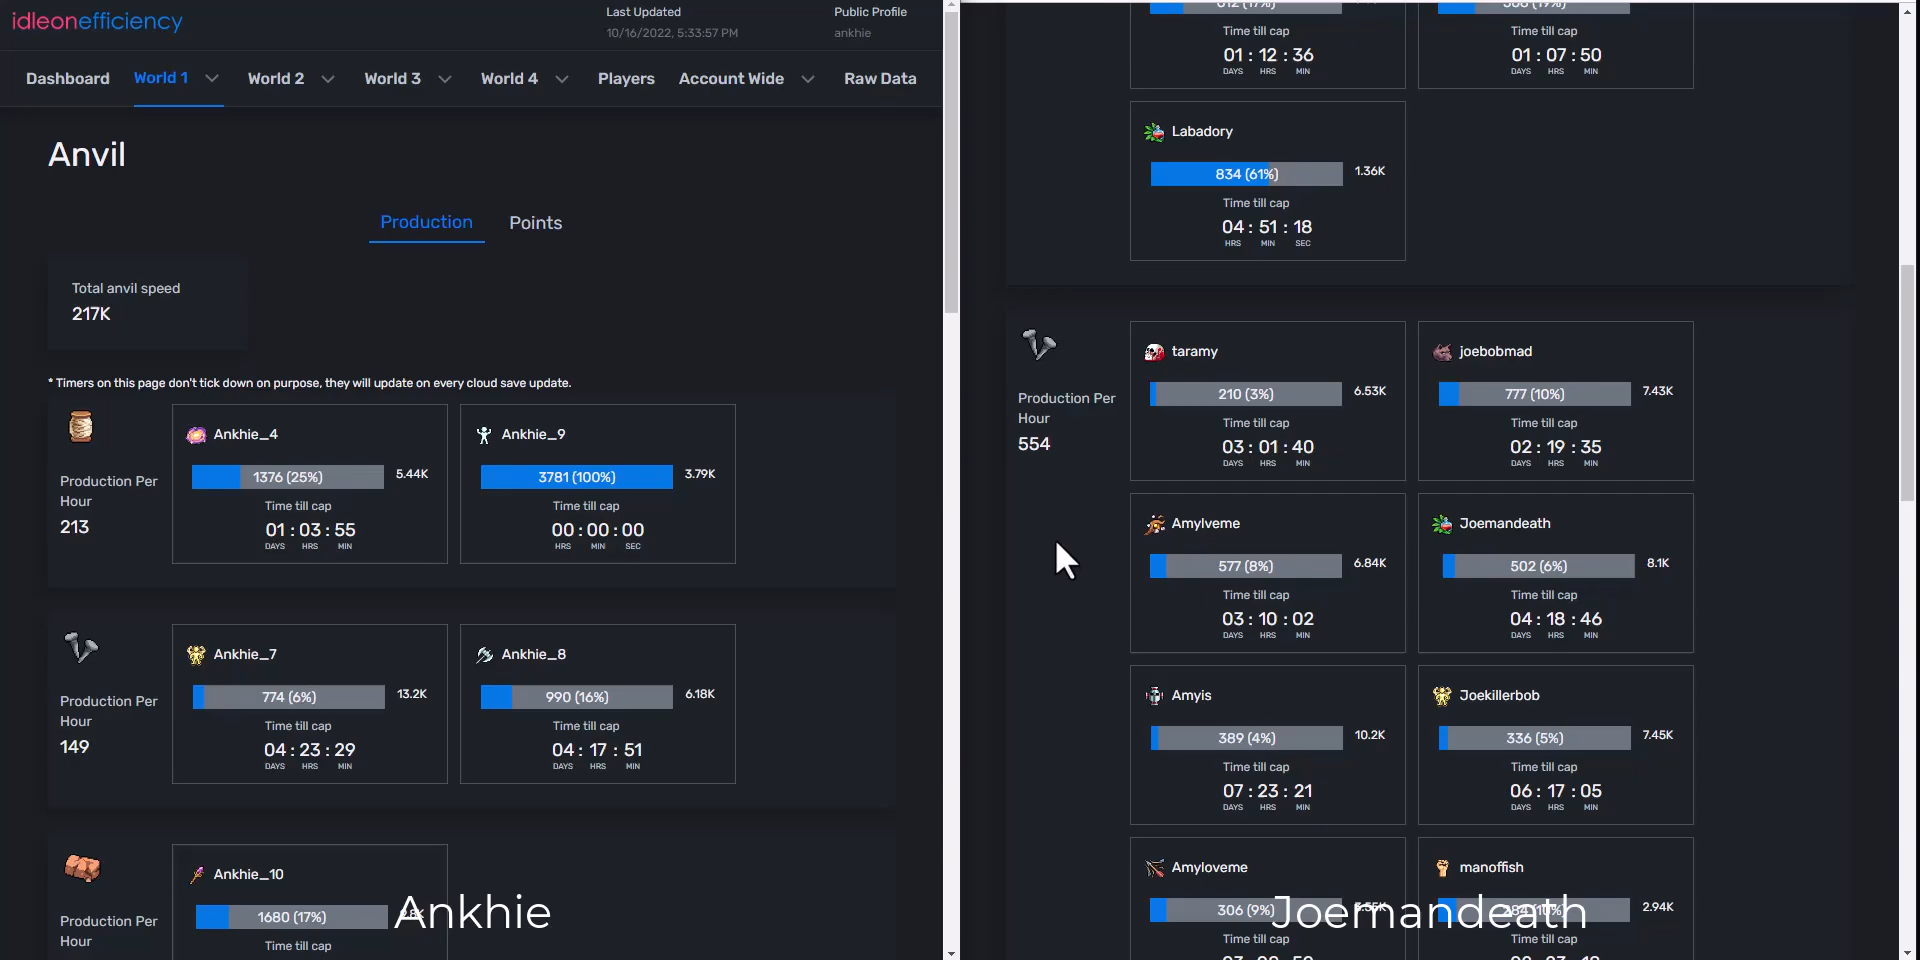 idleonefficiency
Last Updated
10/16/2022, 5:33:57 PM
Public Profile
ankhie
Dashboard World 1 World 2 World 3 World 4 Players Account Wide Raw Data
Anvil
Production Points
Total anvil speed
217K
* Timers on this page don't tick down on purpose, they will update on every cloud save update.
Production Per
Hour
213
Ankhie_4
1376 (25%) 5.44K
Time till cap
01 : 03 : 55
DAYS HRS MIN
Ankhie_9
3781 (100%) 3.79K
Time till cap
00 : 00 : 00
HRS MIN SEC
Production Per
Hour
149
Ankhie_7
774 (6%) 13.2K
Time till cap
04 : 23 : 29
DAYS HRS MIN
Ankhie_8
990 (16%) 6.18K
Time till cap
04 : 17 : 51
DAYS HRS MIN
Production Per
Hour
Ankhie_10
1680 (17%)
Time till cap
Ankhie
Time till cap
01 : 12 : 36
DAYS HRS MIN
Time till cap
01 : 07 : 50
DAYS HRS MIN
Labadory
834 (61%) 1.36K
Time till cap
04 : 51 : 18
HRS MIN SEC
Production Per
Hour
554
taramy
210 (3%) 6.53K
Time till cap
03 : 01 : 40
DAYS HRS MIN
joebobmad
777 (10%) 7.43K
Time till cap
02 : 19 : 35
DAYS HRS MIN
Amylveme
577 (8%) 6.84K
Time till cap
03 : 10 : 02
DAYS HRS MIN
Joemandeath
502 (6%) 8.1K
Time till cap
04 : 18 : 46
DAYS HRS MIN
Amyis
389 (4%) 10.2K
Time till cap
07 : 23 : 21
DAYS HRS MIN
Joekillerbob
336 (5%) 7.45K
Time till cap
06 : 17 : 05
DAYS HRS MIN
Amyloveme
306 (9%)
Time till cap
manoffish
2.94K
Time till cap
Joemandeath